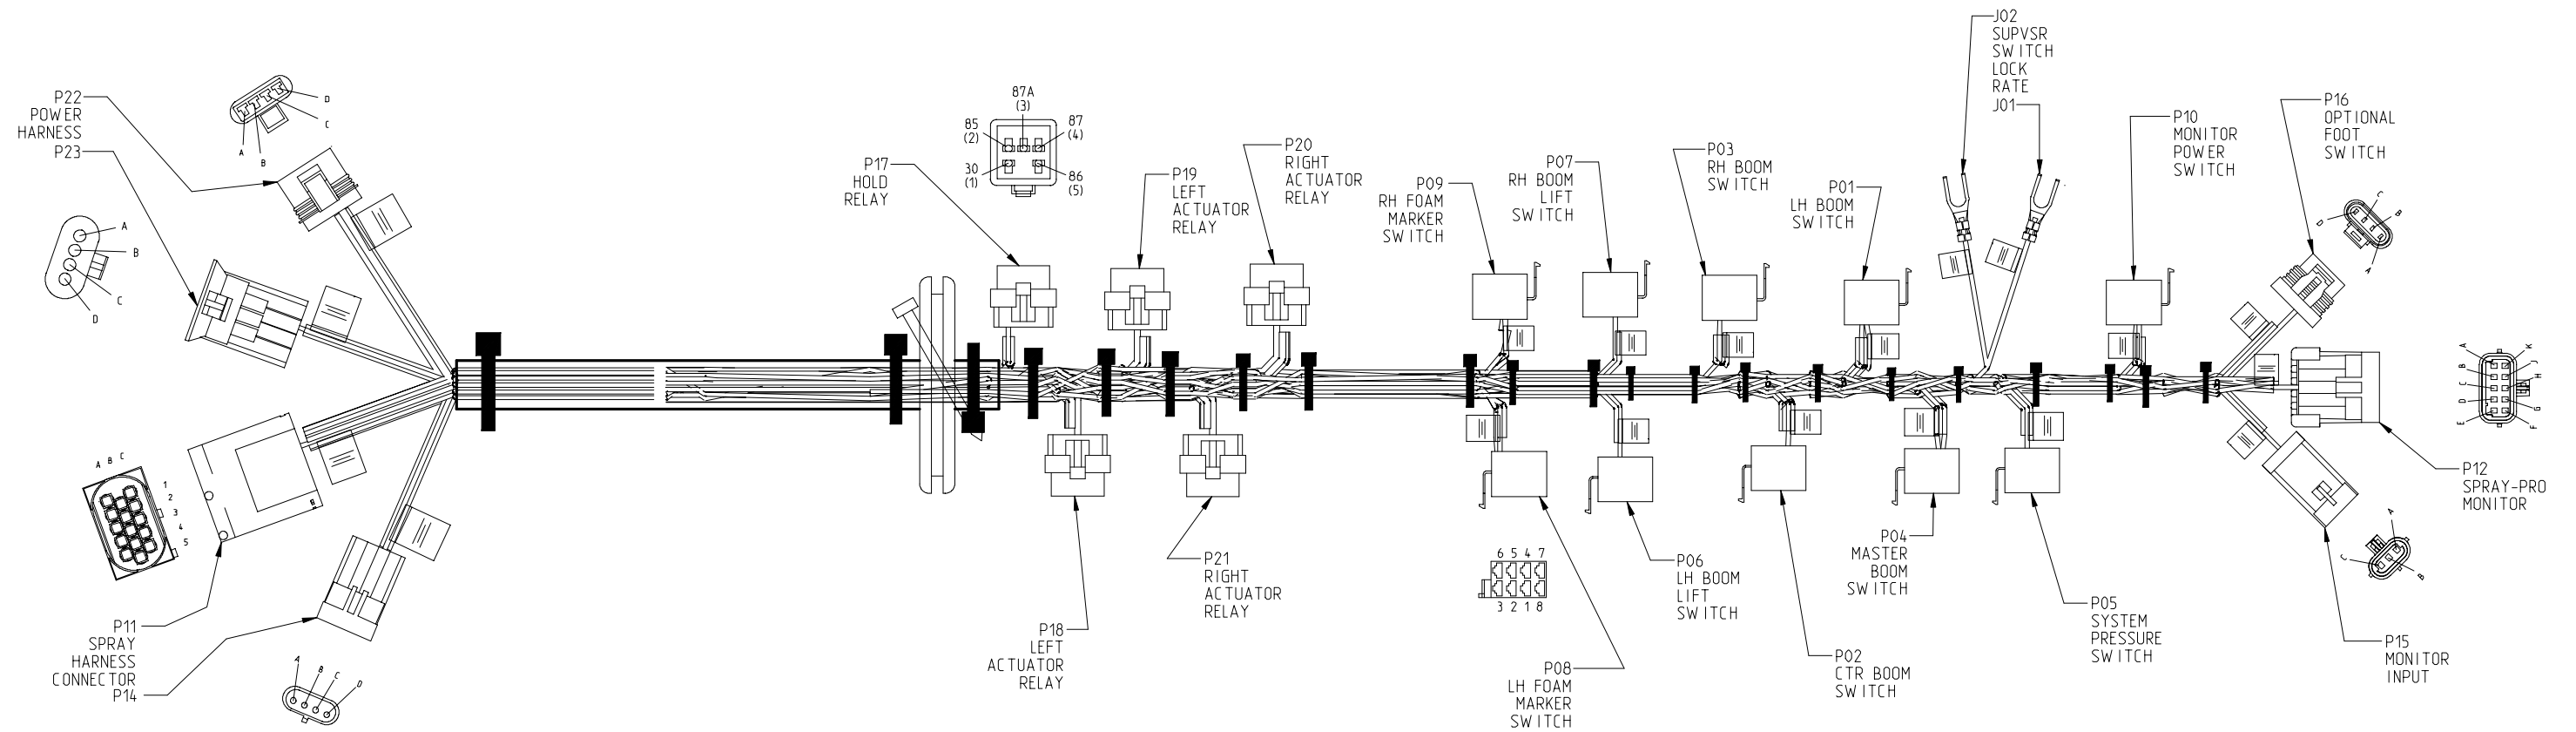 P22
POWER
HARNESS
P23
D
C
A
B
A
B
C
D
A B C
1
2
3
4
5
P11
SPRAY
HARNESS
CONNECTOR
P14
A
B
C
D
P17
HOLD
RELAY
87A
(3)
85
(2)
87
(4)
30
(1)
86
(5)
P19
LEFT
ACTUATOR
RELAY
P20
RIGHT
ACTUATOR
RELAY
P18
LEFT
ACTUATOR
RELAY
P21
RIGHT
ACTUATOR
RELAY
P09
RH FOAM
MARKER
SWITCH
P07
RH BOOM
LIFT
SWITCH
P03
RH BOOM
SWITCH
P01
LH BOOM
SWITCH
J02
SUPVSR
SWITCH
LOCK
RATE
J01
P10
MONITOR
POWER
SWITCH
P16
OPTIONAL
FOOT
SWITCH
C
B
D
A
6 5 4 7
3 2 1 8
P08
LH FOAM
MARKER
SWITCH
P06
LH BOOM
LIFT
SWITCH
P02
CTR BOOM
SWITCH
P04
MASTER
BOOM
SWITCH
P05
SYSTEM
PRESSURE
SWITCH
A
B
C
D
E
K
J
H
G
F
P12
SPRAY-PRO
MONITOR
A
C
B
P15
MONITOR
INPUT